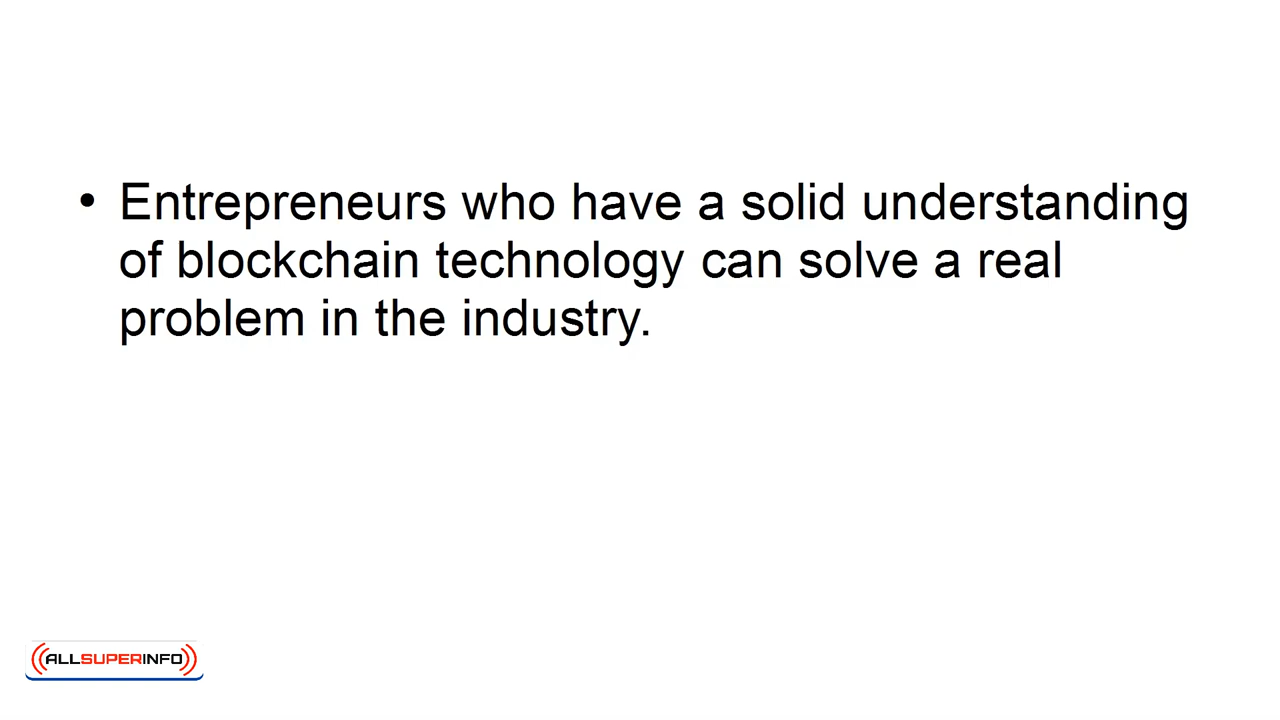 • Entrepreneurs who have a solid understanding
of blockchain technology can solve a real
problem in the industry.
ALLSUPERINFO